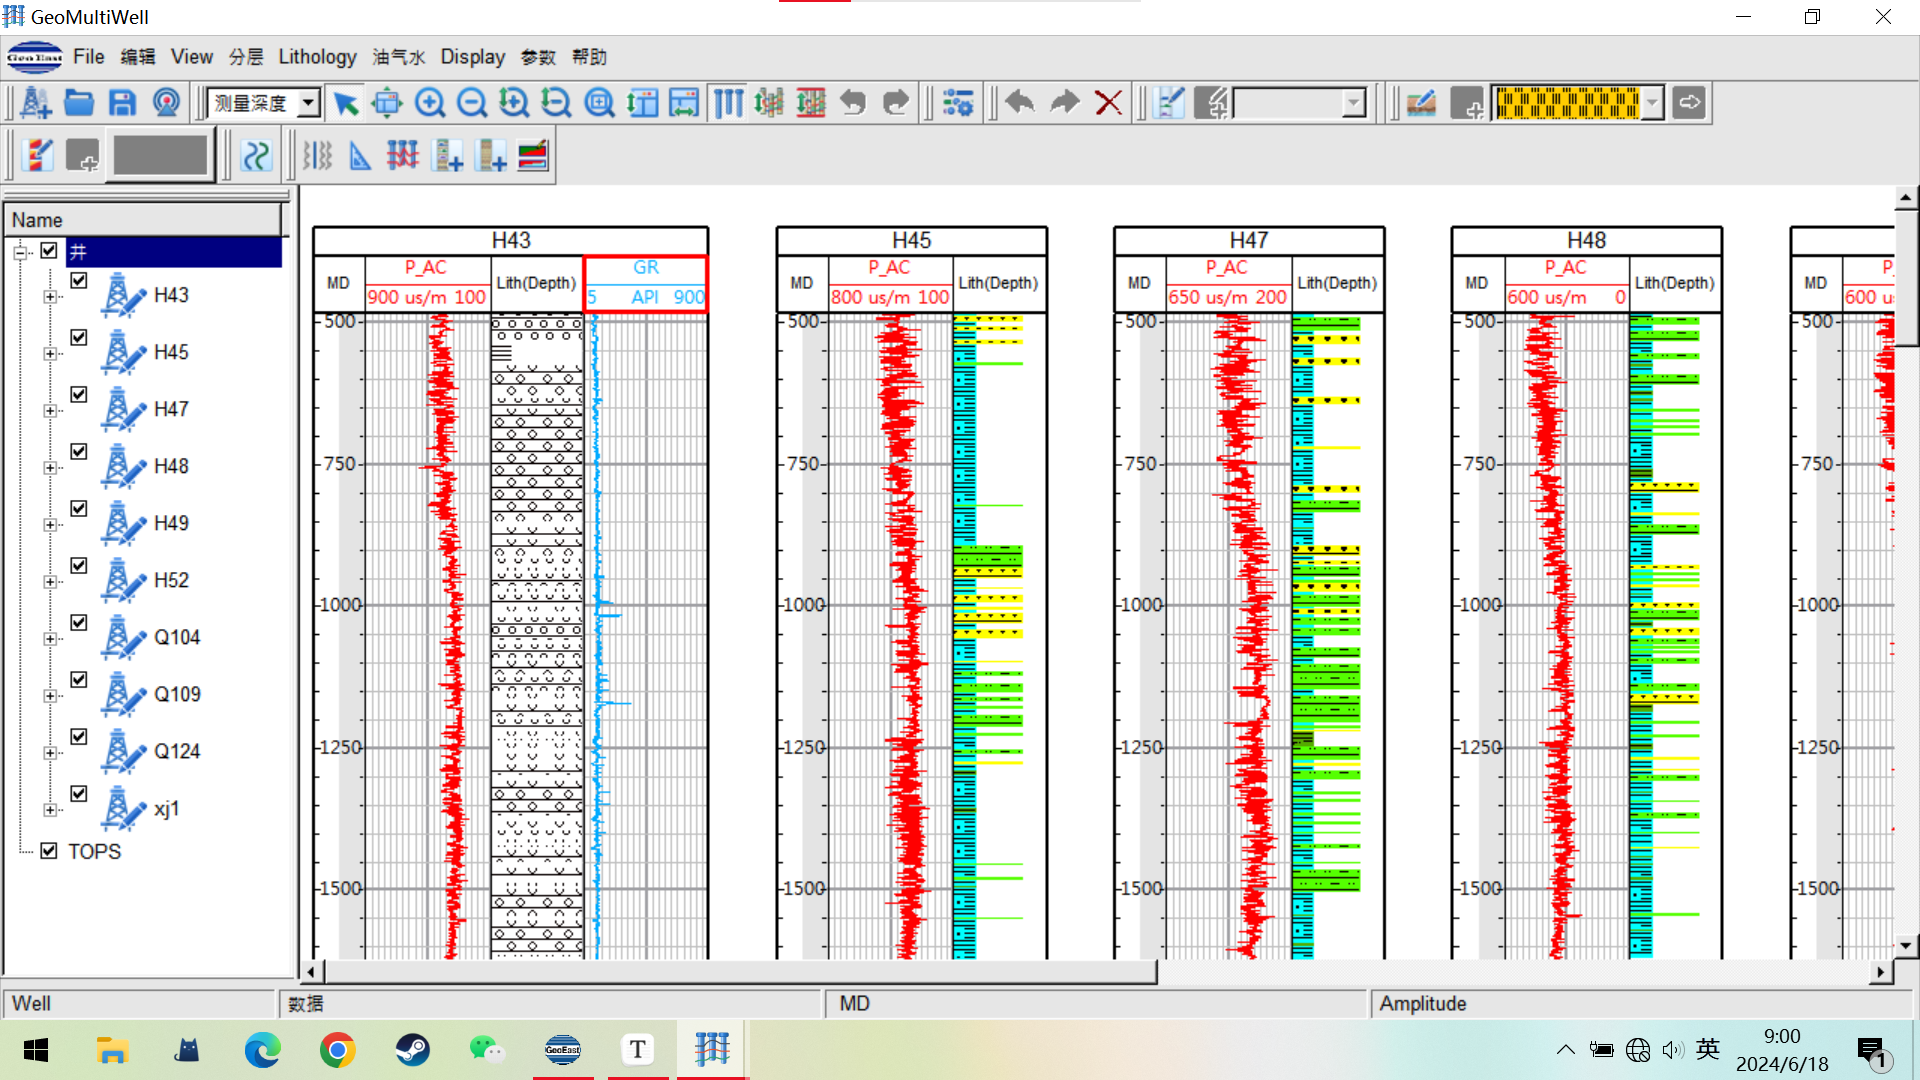 GeoMultiWell
GeoEast File 编辑 View 分层 Lithology 油气水 Display 参数 帮助
测量深度
Name
井
H43
H45
H47
H48
H49
H52
Q104
Q109
Q124
xj1
TOPS
H43
MD
P_AC
900 us/m 100
Lith(Depth)
GR
5 API 900
500
750
1000
1250
1500
H45
MD
P_AC
800 us/m 100
Lith(Depth)
500
750
1000
1250
1500
H47
MD
P_AC
650 us/m 200
Lith(Depth)
500
750
1000
1250
1500
H48
MD
P_AC
600 us/m 0
Lith(Depth)
500
750
1000
1250
1500
MD
P
600 u
500
750
1000
1250
1500
Well 数据 MD Amplitude
GeoEast
T
英
9:00
2024/6/18
1